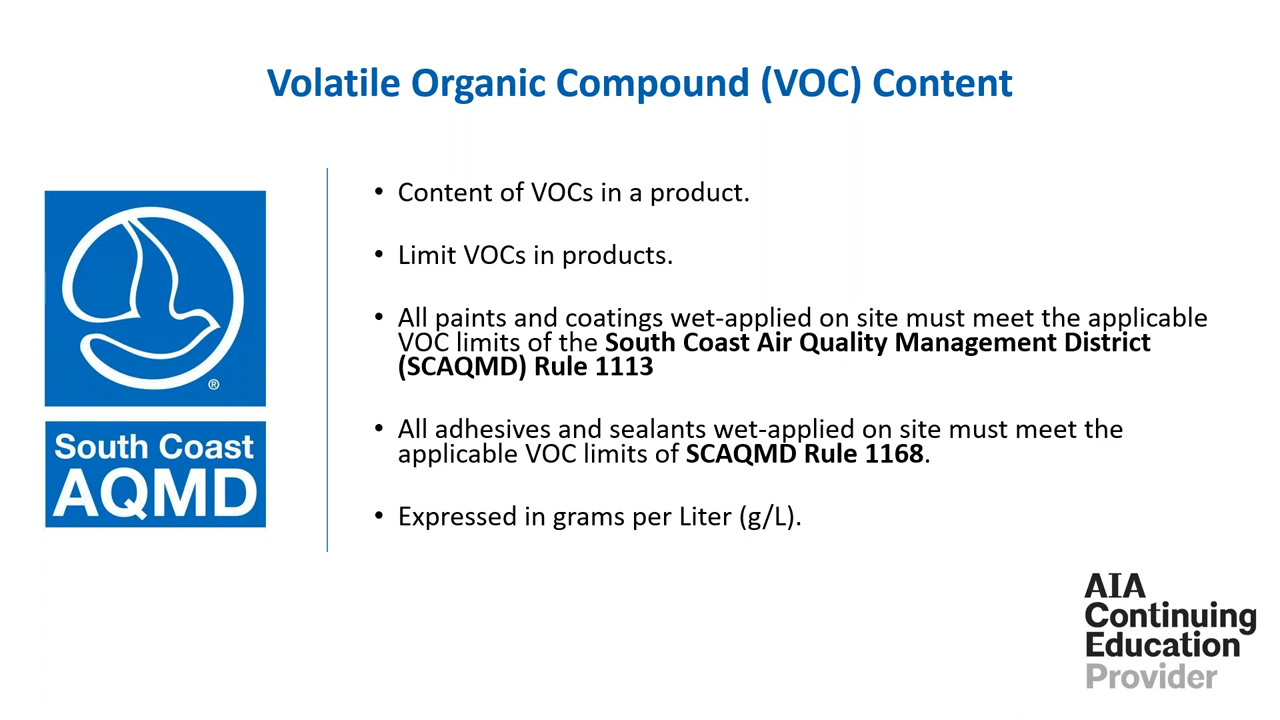 Volatile Organic Compound (VOC) Content
• Content of VOCs in a product.
• Limit VOCs in products.
• All paints and coatings wet-applied on site must meet the applicable
VOC limits of the South Coast Air Quality Management District
(SCAQMD) Rule 1113
• All adhesives and sealants wet-applied on site must meet the
applicable VOC limits of SCAQMD Rule 1168.
• Expressed in grams per Liter (g/L).
®
South Coast
AQMD
AIA
Continuing
Education
Provider